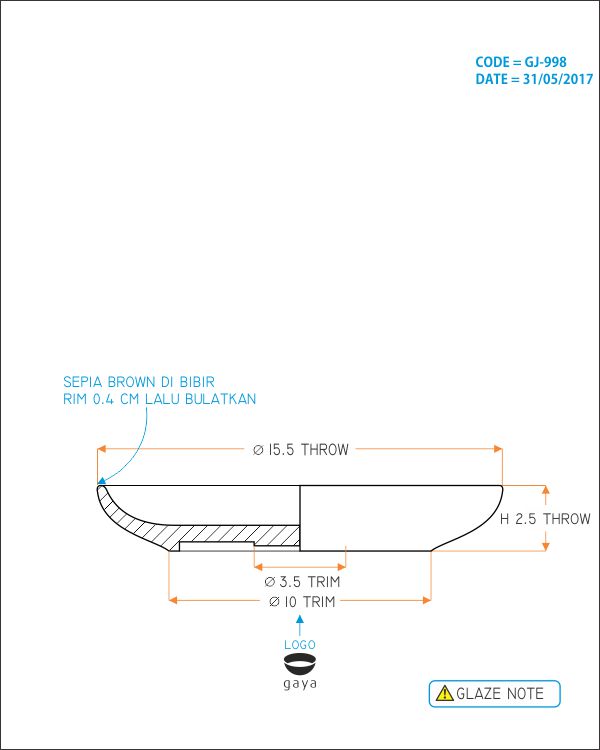 CODE = GJ-998
DATE = 31/05/2017
SEPIA BROWN DI BIBIR
RIM 0.4 CM LALU BULATKAN
⌀ 15.5 THROW
H 2.5 THROW
⌀ 3.5 TRIM
⌀ 10 TRIM
LOGO
gaya
GLAZE NOTE